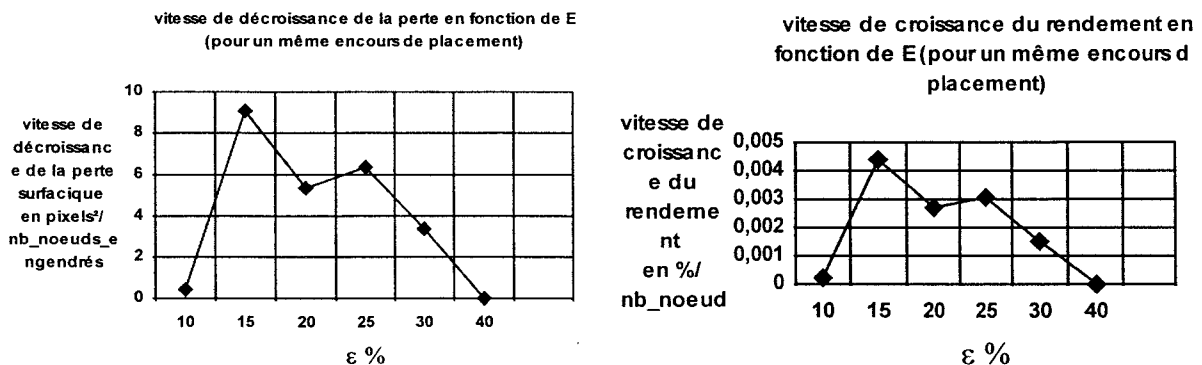 vitesse de décroissance de la perte en fonction de E
(pour un même encours de placement)
10
8
6
4
2
0
vitesse de
décroissanc
e de la perte
surfacique
en pixels²/
nb_noeuds_e
ngendrés
10 15 20 25 30 40
ε %
vitesse de croissance du rendement en
fonction de E (pour un même encours d
placement)
vitesse de
croissanc
e du
rendeme
nt
en %/
nb_noeud
0,005
0,004
0,003
0,002
0,001
0
10 15 20 25 30 40
ε %